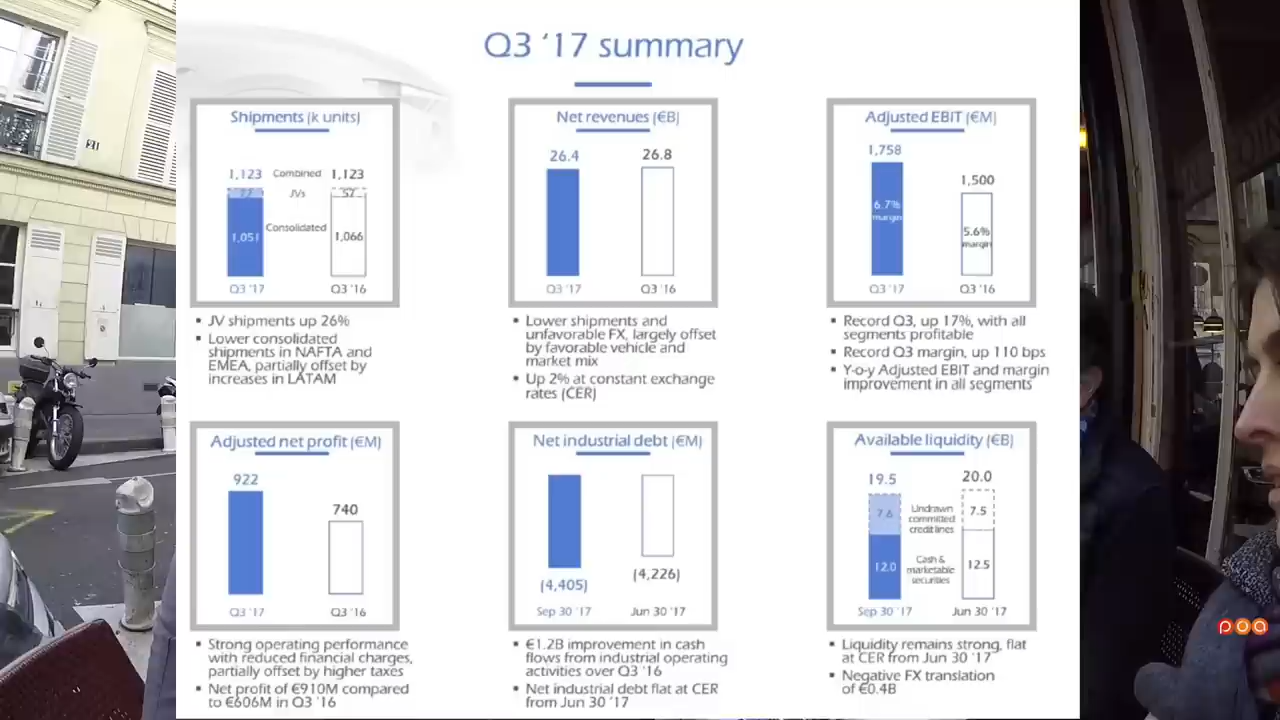 Q3 '17 summary
Shipments (k units)
1,123 Combined 1,123
JVs 57
Consolidated
1,051 1,066
Q3 '17 Q3 '16
JV shipments up 26%
Lower consolidated
shipments in NAFTA and
EMEA, partially offset by
increases in LATAM
Net revenues (€B)
26.4 26.8
Q3 '17 Q3 '16
Lower shipments and
unfavorable FX, largely offset
by favorable vehicle and
market mix
Up 2% at constant exchange
rates (CER)
Adjusted EBIT (€M)
1,758
1,500
6.7%
margin
5.6%
margin
Q3 '17 Q3 '16
Record Q3, up 17%, with all
segments profitable
Record Q3 margin, up 110 bps
Y-o-y Adjusted EBIT and margin
improvement in all segments
Adjusted net profit (€M)
922
740
Q3 '17 Q3 '16
Strong operating performance
with reduced financial charges,
partially offset by higher taxes
Net profit of €910M compared
to €606M in Q3 '16
Net industrial debt (€M)
(4,405) (4,226)
Sep 30 '17 Jun 30 '17
€1.2B improvement in cash
flows from industrial operating
activities over Q3 '16
Net industrial debt flat at CER
from Jun 30 '17
Available liquidity (€B)
19.5 20.0
7.6 Undrawn 7.5
committed
credit lines
12.0 Cash & 12.5
marketable
securities
Sep 30 '17 Jun 30 '17
Liquidity remains strong, flat
at CER from Jun 30 '17
Negative FX translation
of €0.4B
21
poa